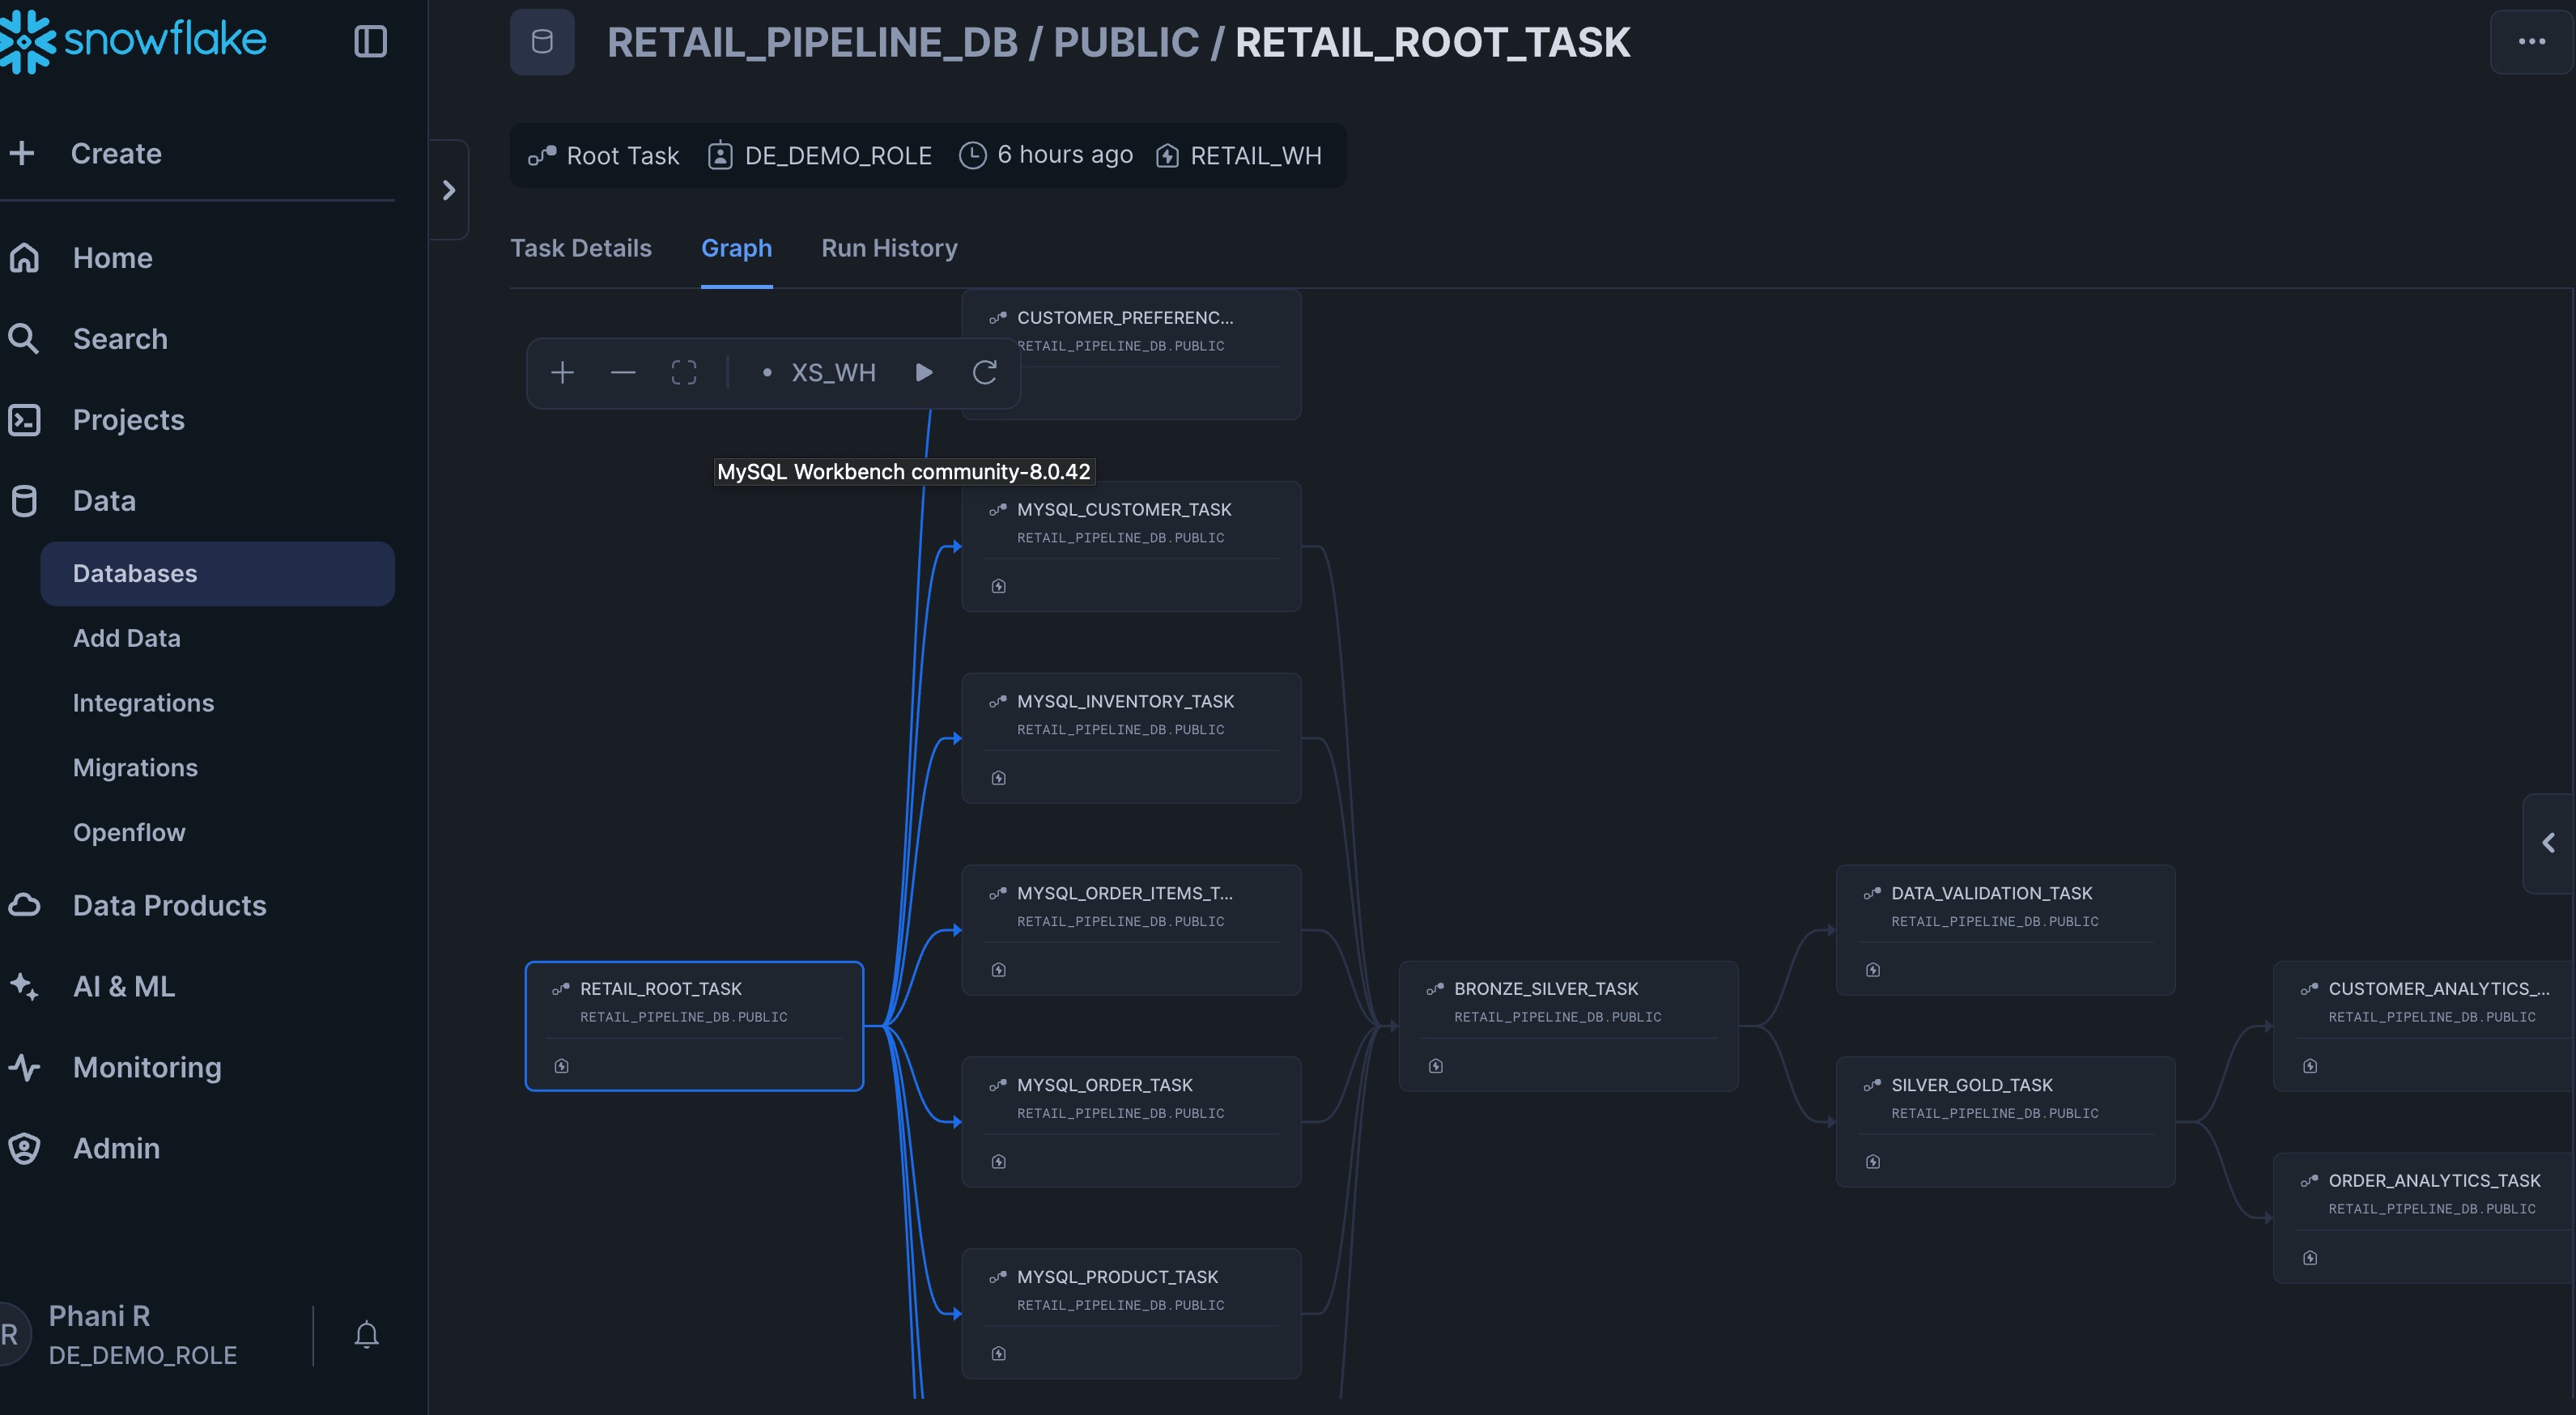 snowflake
RETAIL_PIPELINE_DB / PUBLIC / RETAIL_ROOT_TASK
Create
Root Task DE_DEMO_ROLE 6 hours ago RETAIL_WH
Home
Search
Projects
Data
Databases
Add Data
Integrations
Migrations
Openflow
Data Products
AI & ML
Monitoring
Admin
R
Phani R
DE_DEMO_ROLE
Task Details Graph Run History
XS_WH
MySQL Workbench community-8.0.42
RETAIL_ROOT_TASK
RETAIL_PIPELINE_DB.PUBLIC
CUSTOMER_PREFERENC...
RETAIL_PIPELINE_DB.PUBLIC
MYSQL_CUSTOMER_TASK
RETAIL_PIPELINE_DB.PUBLIC
MYSQL_INVENTORY_TASK
RETAIL_PIPELINE_DB.PUBLIC
MYSQL_ORDER_ITEMS_T...
RETAIL_PIPELINE_DB.PUBLIC
MYSQL_ORDER_TASK
RETAIL_PIPELINE_DB.PUBLIC
MYSQL_PRODUCT_TASK
RETAIL_PIPELINE_DB.PUBLIC
BRONZE_SILVER_TASK
RETAIL_PIPELINE_DB.PUBLIC
DATA_VALIDATION_TASK
RETAIL_PIPELINE_DB.PUBLIC
SILVER_GOLD_TASK
RETAIL_PIPELINE_DB.PUBLIC
CUSTOMER_ANALYTICS_...
RETAIL_PIPELINE_DB.PUBLIC
ORDER_ANALYTICS_TASK
RETAIL_PIPELINE_DB.PUBLIC